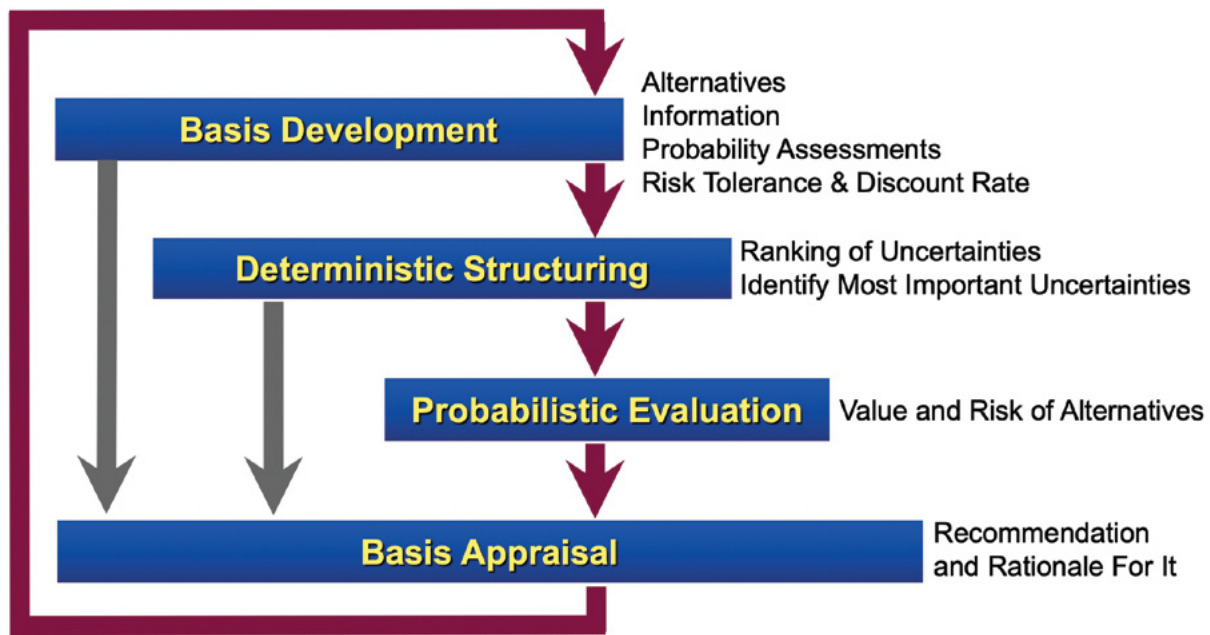 Basis Development
Alternatives
Information
Probability Assessments
Risk Tolerance & Discount Rate
Deterministic Structuring
Ranking of Uncertainties
Identify Most Important Uncertainties
Probabilistic Evaluation
Value and Risk of Alternatives
Basis Appraisal
Recommendation
and Rationale For It